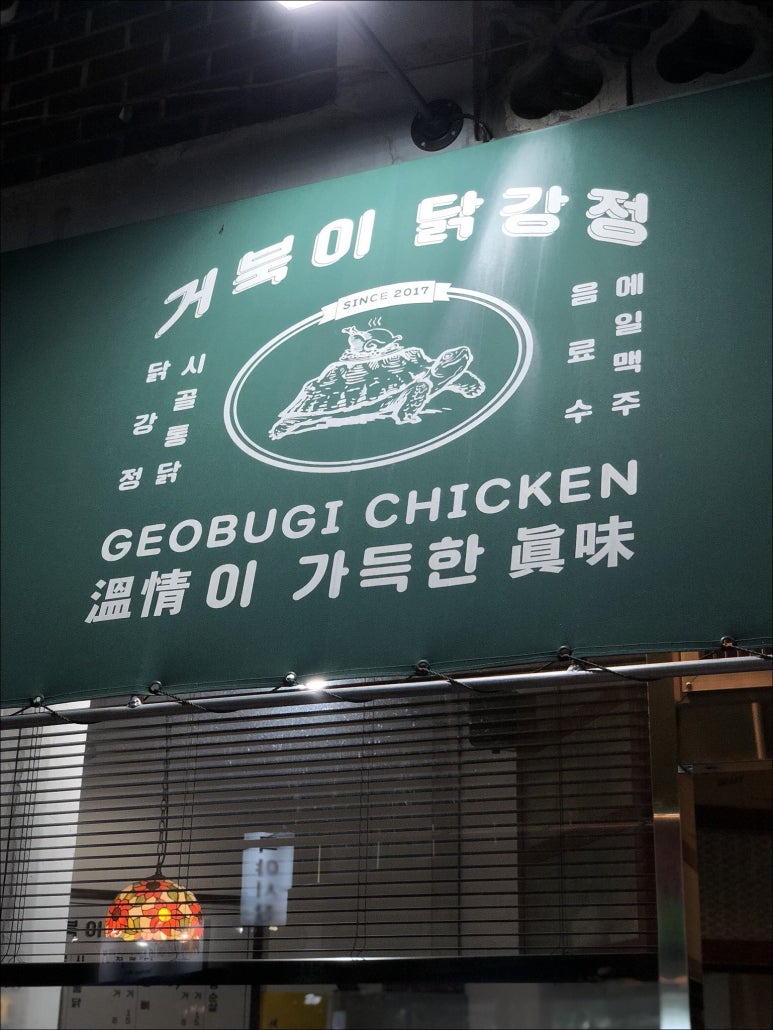 거북이 닭강정
SINCE 2017
시골통닭
닭강정
에일맥주
음료수
GEOBUGI CHICKEN
溫情이 가득한 眞味